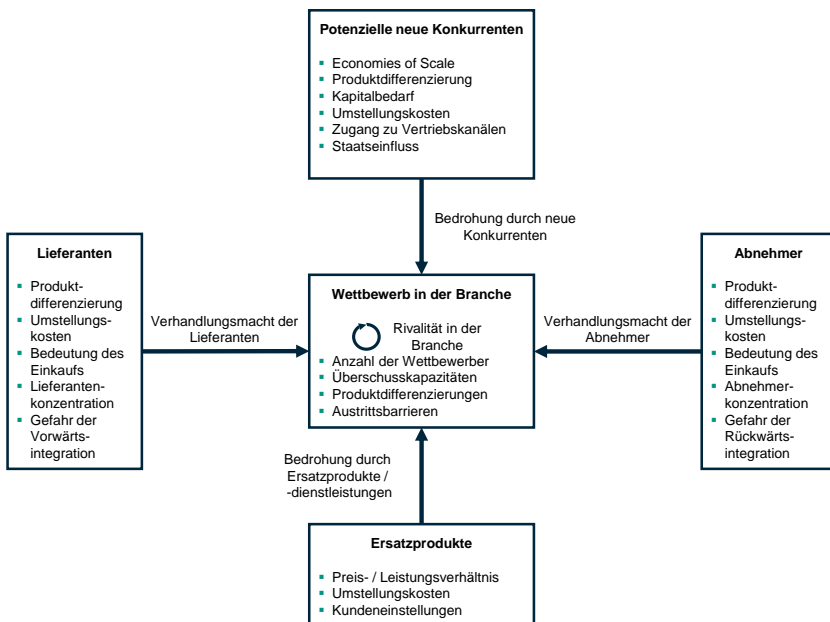 Potenzielle neue Konkurrenten
Economies of Scale
Produktdifferenzierung
Kapitalbedarf
Umstellungskosten
Zugang zu Vertriebskanälen
Staatseinfluss
Bedrohung durch neue
Konkurrenten
Lieferanten
Produkt-
differenzierung
Umstellungs-
kosten
Bedeutung des
Einkaufs
Lieferanten-
konzentration
Gefahr der
Vorwärts-
integration
Verhandlungsmacht der
Lieferanten
Wettbewerb in der Branche
Rivalität in der
Branche
Anzahl der Wettbewerber
Überschusskapazitäten
Produktdifferenzierungen
Austrittsbarrieren
Verhandlungsmacht der
Abnehmer
Abnehmer
Produkt-
differenzierung
Umstellungs-
kosten
Bedeutung des
Einkaufs
Abnehmer-
konzentration
Gefahr der
Rückwärts-
integration
Bedrohung durch
Ersatzprodukte /
-dienstleistungen
Ersatzprodukte
Preis- / Leistungsverhältnis
Umstellungskosten
Kundeneinstellungen